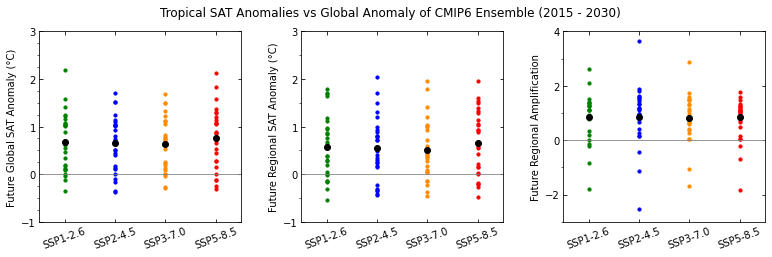 Tropical SAT Anomalies vs Global Anomaly of CMIP6 Ensemble (2015 - 2030)
Future Global SAT Anomaly (°C)
3
2
1
0
−1
SSP1-2.6
SSP2-4.5
SSP3-7.0
SSP5-8.5
Future Regional SAT Anomaly (°C)
3
2
1
0
−1
SSP1-2.6
SSP2-4.5
SSP3-7.0
SSP5-8.5
Future Regional Amplification
4
2
0
−2
SSP1-2.6
SSP2-4.5
SSP3-7.0
SSP5-8.5